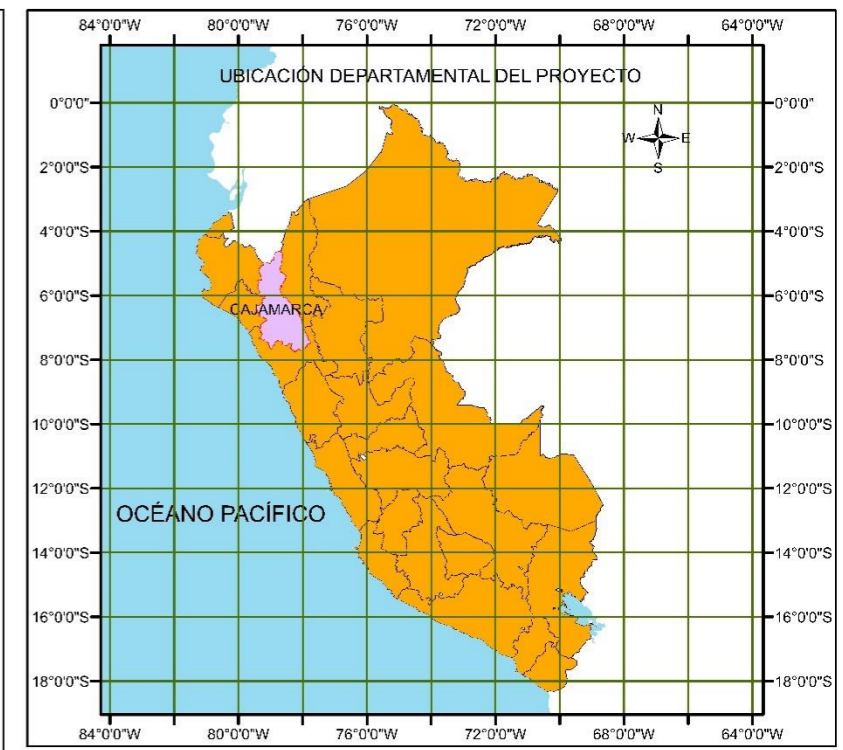 84°0'0"W 80°0'0"W 76°0'0"W 72°0'0"W 68°0'0"W 64°0'0"W
UBICACIÓN DEPARTAMENTAL DEL PROYECTO
N
W E
S
0°0'0" 0°0'0"
2°0'0"S 2°0'0"S
4°0'0"S 4°0'0"S
6°0'0"S 6°0'0"S
CAJAMARCA
8°0'0"S 8°0'0"S
10°0'0"S 10°0'0"S
12°0'0"S 12°0'0"S
OCÉANO PACÍFICO
14°0'0"S 14°0'0"S
16°0'0"S 16°0'0"S
18°0'0"S 18°0'0"S
84°0'0"W 80°0'0"W 76°0'0"W 72°0'0"W 68°0'0"W 64°0'0"W